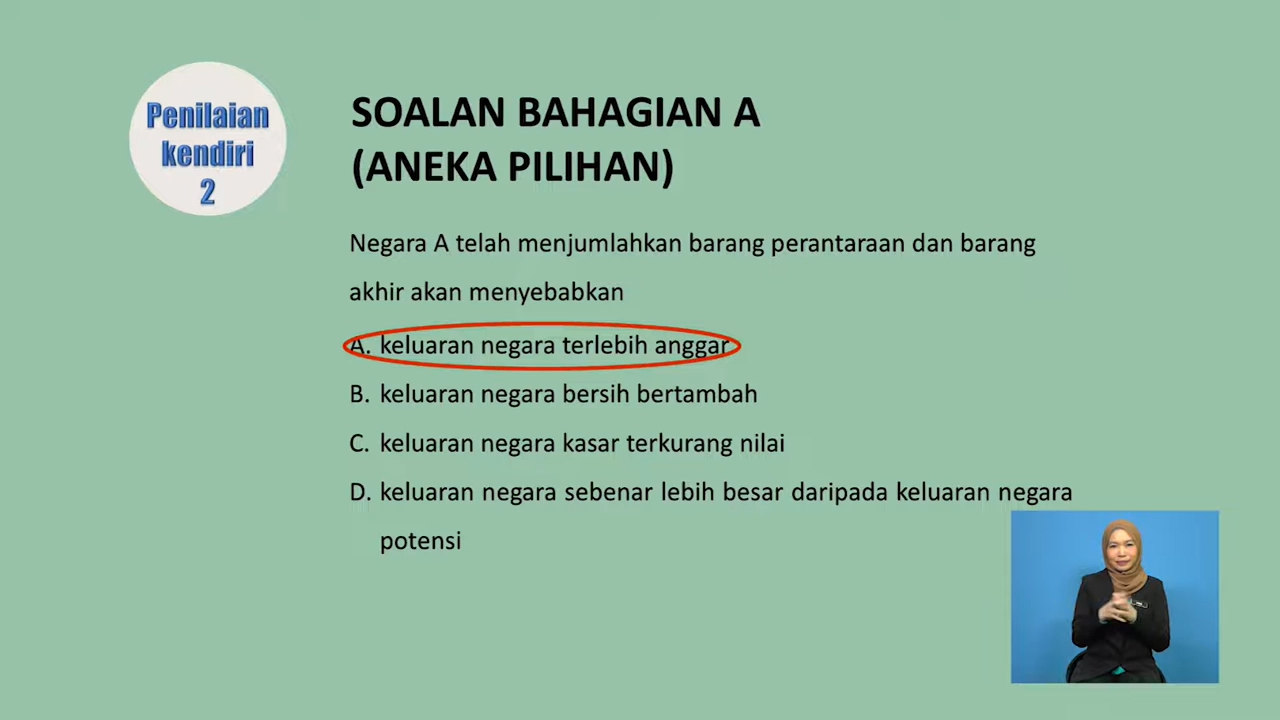 Penilaian
kendiri
2
SOALAN BAHAGIAN A
(ANEKA PILIHAN)
Negara A telah menjumlahkan barang perantaraan dan barang
akhir akan menyebabkan
A. keluaran negara terlebih anggar
B. keluaran negara bersih bertambah
C. keluaran negara kasar terkurang nilai
D. keluaran negara sebenar lebih besar daripada keluaran negara
potensi